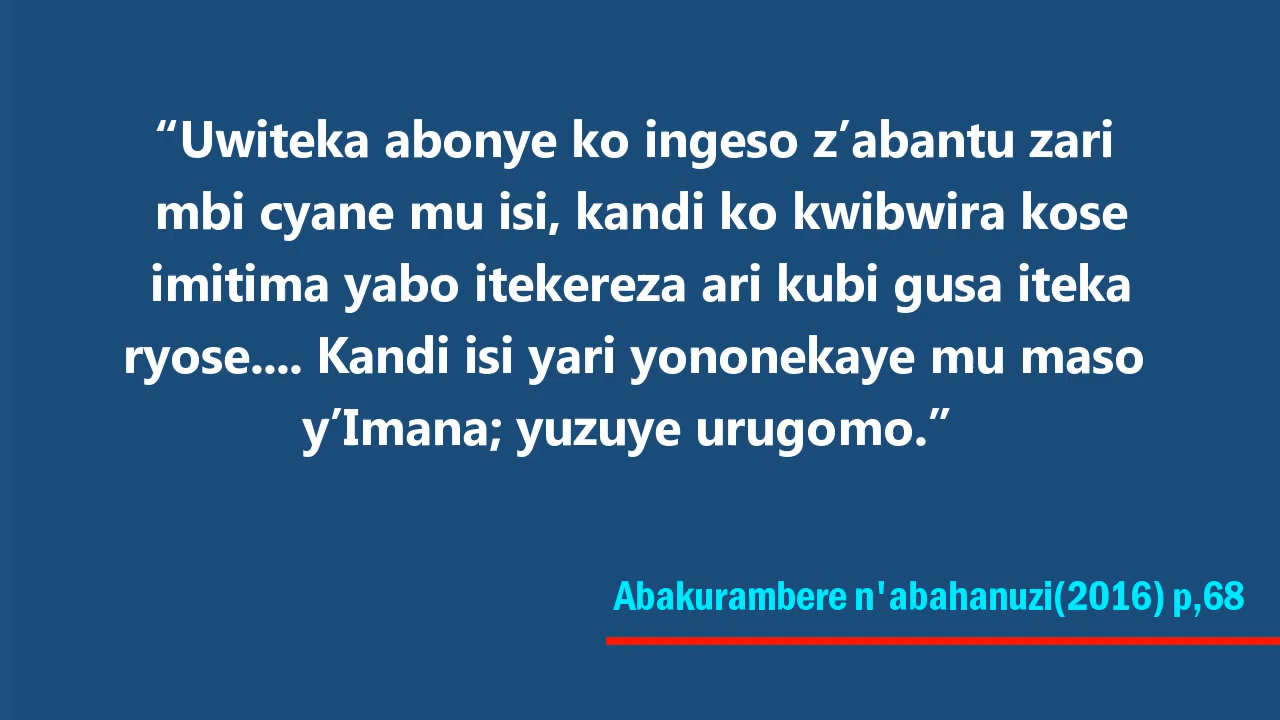 “Uwiteka abonye ko ingeso z’abantu zari
mbi cyane mu isi, kandi ko kwibwira kose
imitima yabo itekereza ari kubi gusa iteka
ryose.... Kandi isi yari yononekaye mu maso
y’Imana; yuzuye urugomo.”
Abakurambere n'abahanuzi(2016) p,68